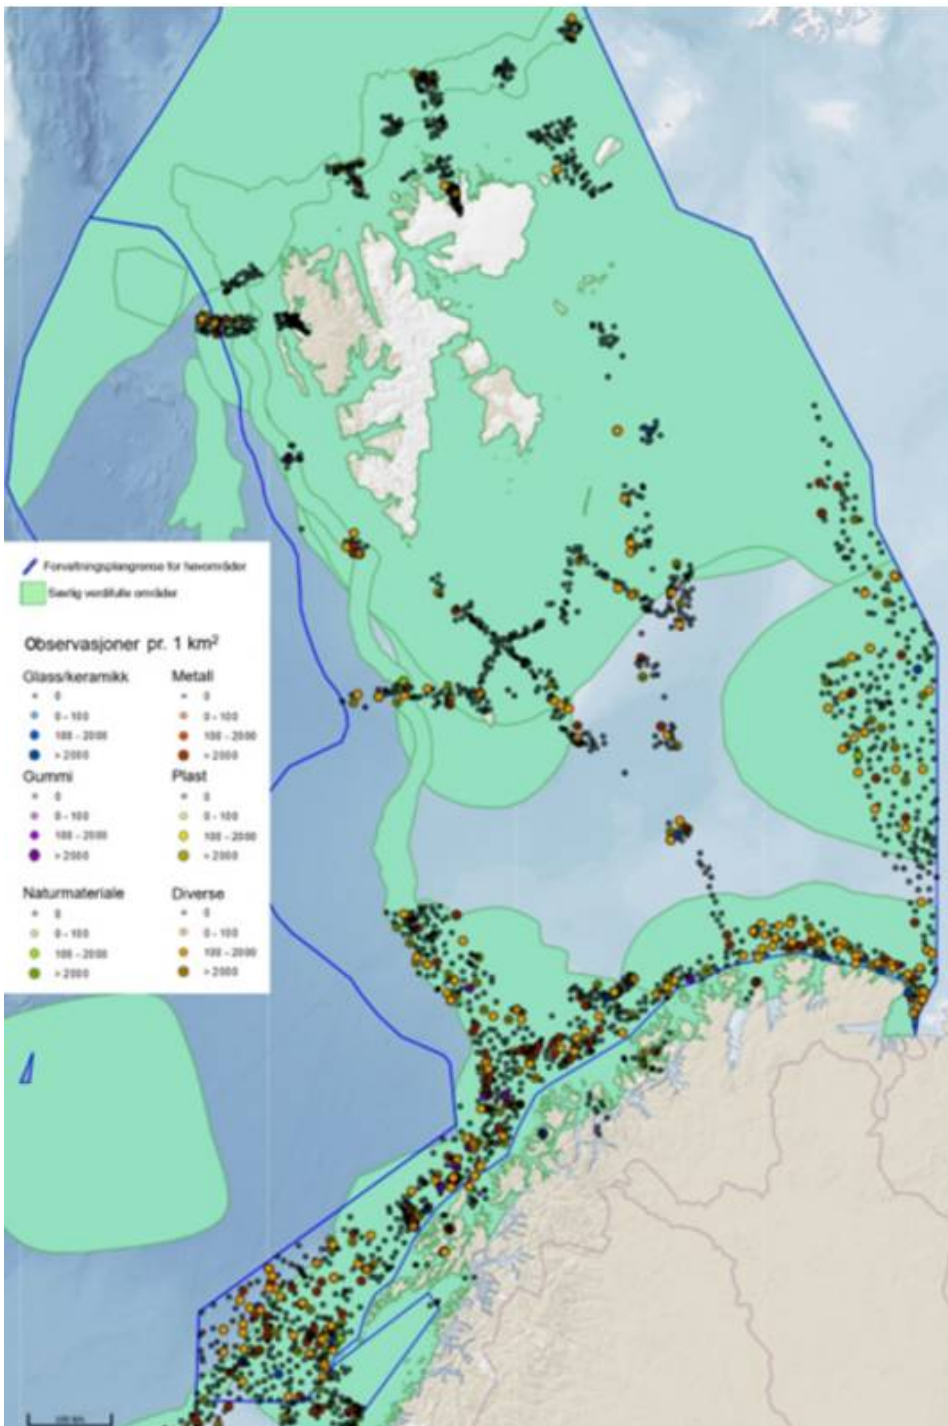 Forvaltningsplangrense for havområder
Særlig verdifulle områder
Observasjoner pr. 1 km²
Glass/keramikk
0
0 - 100
100 - 2000
> 2000
Metall
0
0 - 100
100 - 2000
> 2000
Gummi
0
0 - 100
100 - 2000
> 2000
Plast
0
0 - 100
100 - 2000
> 2000
Naturmateriale
0
0 - 100
100 - 2000
> 2000
Diverse
0
0 - 100
100 - 2000
> 2000